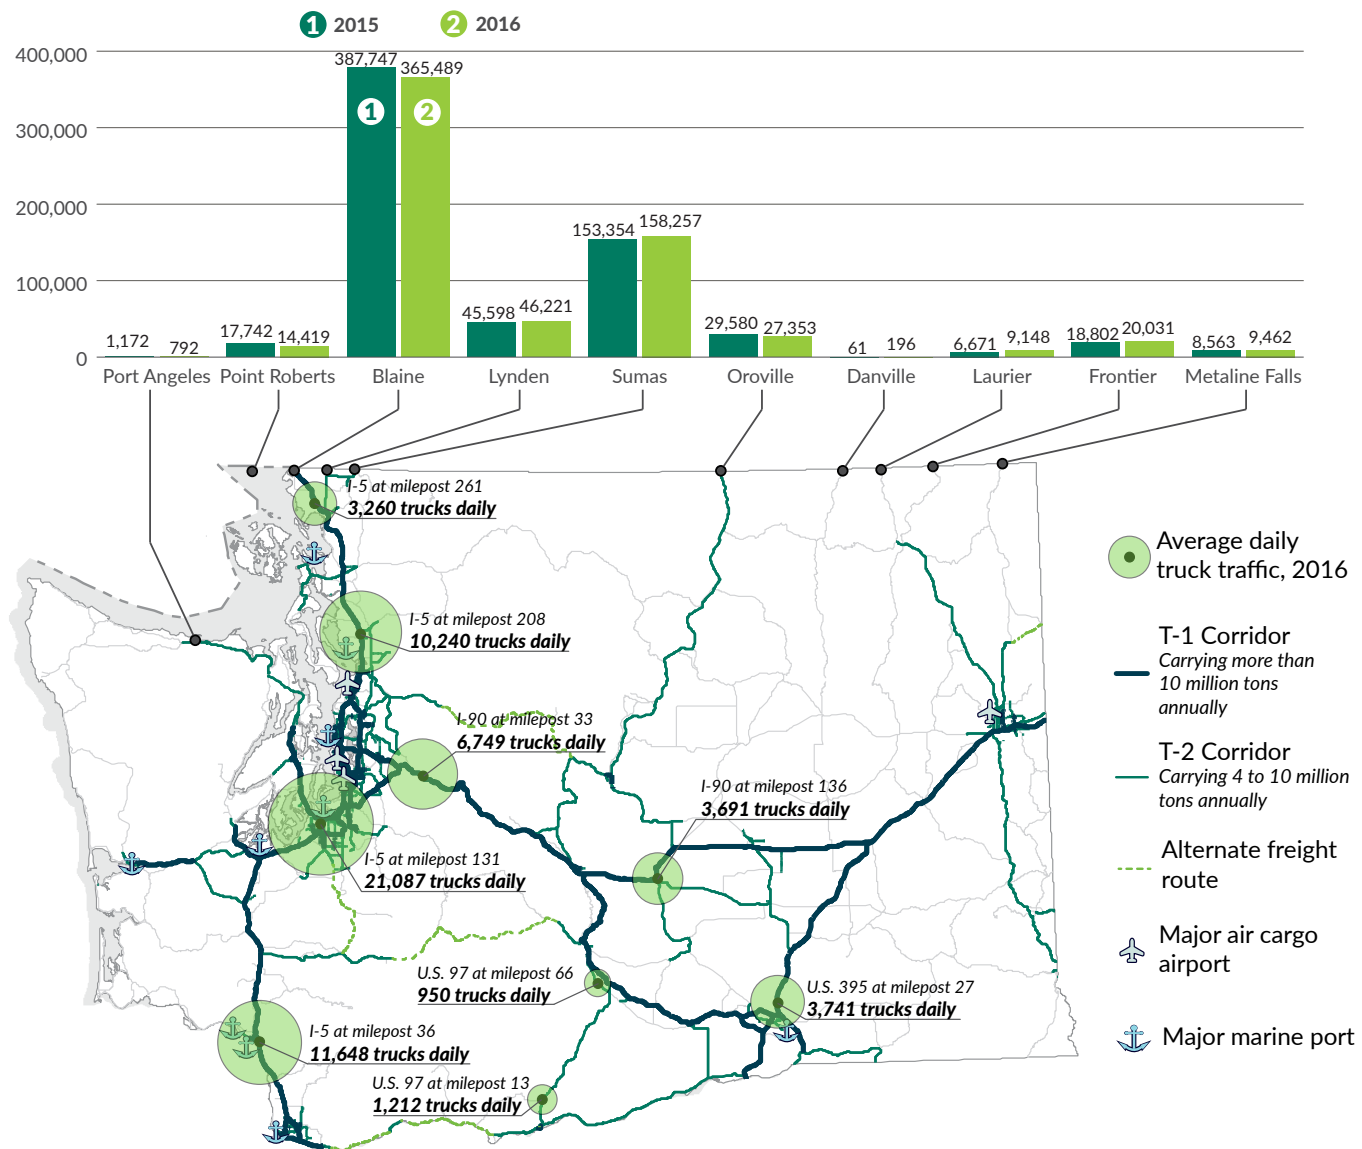 1 2015 2 2016
400,000
300,000
200,000
100,000
0
387,747 365,489
1 2
153,354 158,257
45,598 46,221
29,580 27,353
17,742 14,419
1,172 792
61 196
6,671 9,148
18,802 20,031
8,563 9,462
Port Angeles Point Roberts Blaine Lynden Sumas Oroville Danville Laurier Frontier Metaline Falls
I-5 at milepost 261
3,260 trucks daily
I-5 at milepost 208
10,240 trucks daily
I-90 at milepost 33
6,749 trucks daily
I-90 at milepost 136
3,691 trucks daily
I-5 at milepost 131
21,087 trucks daily
U.S. 97 at milepost 66
950 trucks daily
U.S. 395 at milepost 27
3,741 trucks daily
I-5 at milepost 36
11,648 trucks daily
U.S. 97 at milepost 13
1,212 trucks daily
Average daily
truck traffic, 2016
T-1 Corridor
Carrying more than
10 million tons
annually
T-2 Corridor
Carrying 4 to 10 million
tons annually
Alternate freight
route
Major air cargo
airport
Major marine port